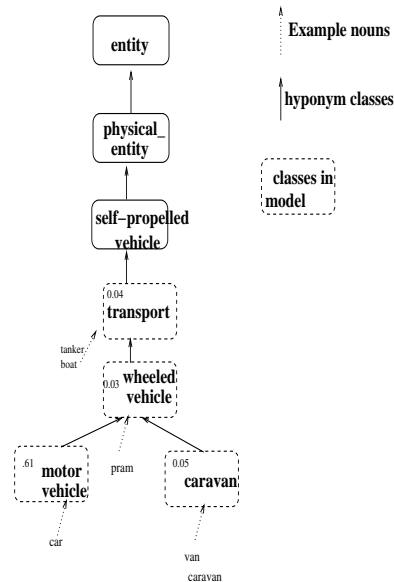 entity
Example nouns
hyponym classes
physical_
entity
classes in
model
self-propelled
vehicle
0.04
transport
tanker
boat
0.03 wheeled
vehicle
.61 motor
vehicle
pram
0.05
caravan
car
van
caravan